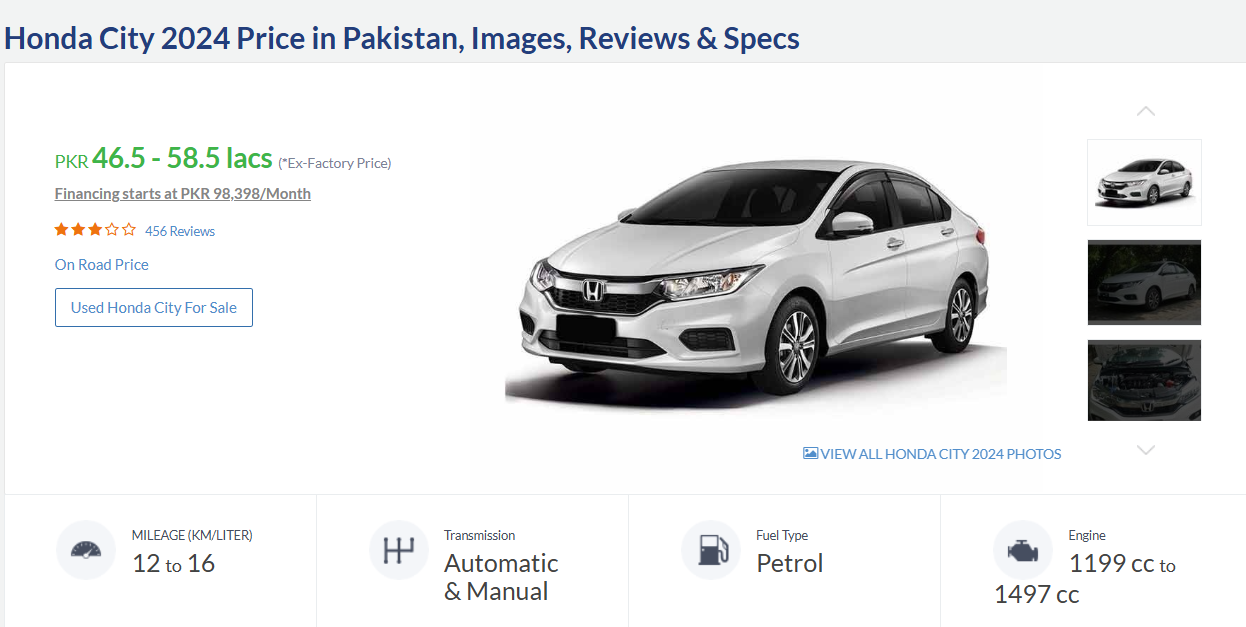 Honda City 2024 Price in Pakistan, Images, Reviews & Specs
PKR 46.5 - 58.5 lacs (*Ex-Factory Price)
Financing starts at PKR 98,398/Month
456 Reviews
On Road Price
Used Honda City For Sale
VIEW ALL HONDA CITY 2024 PHOTOS
MILEAGE (KM/LITER)
12 to 16
Transmission
Automatic
& Manual
Fuel Type
Petrol
Engine
1199 cc to
1497 cc